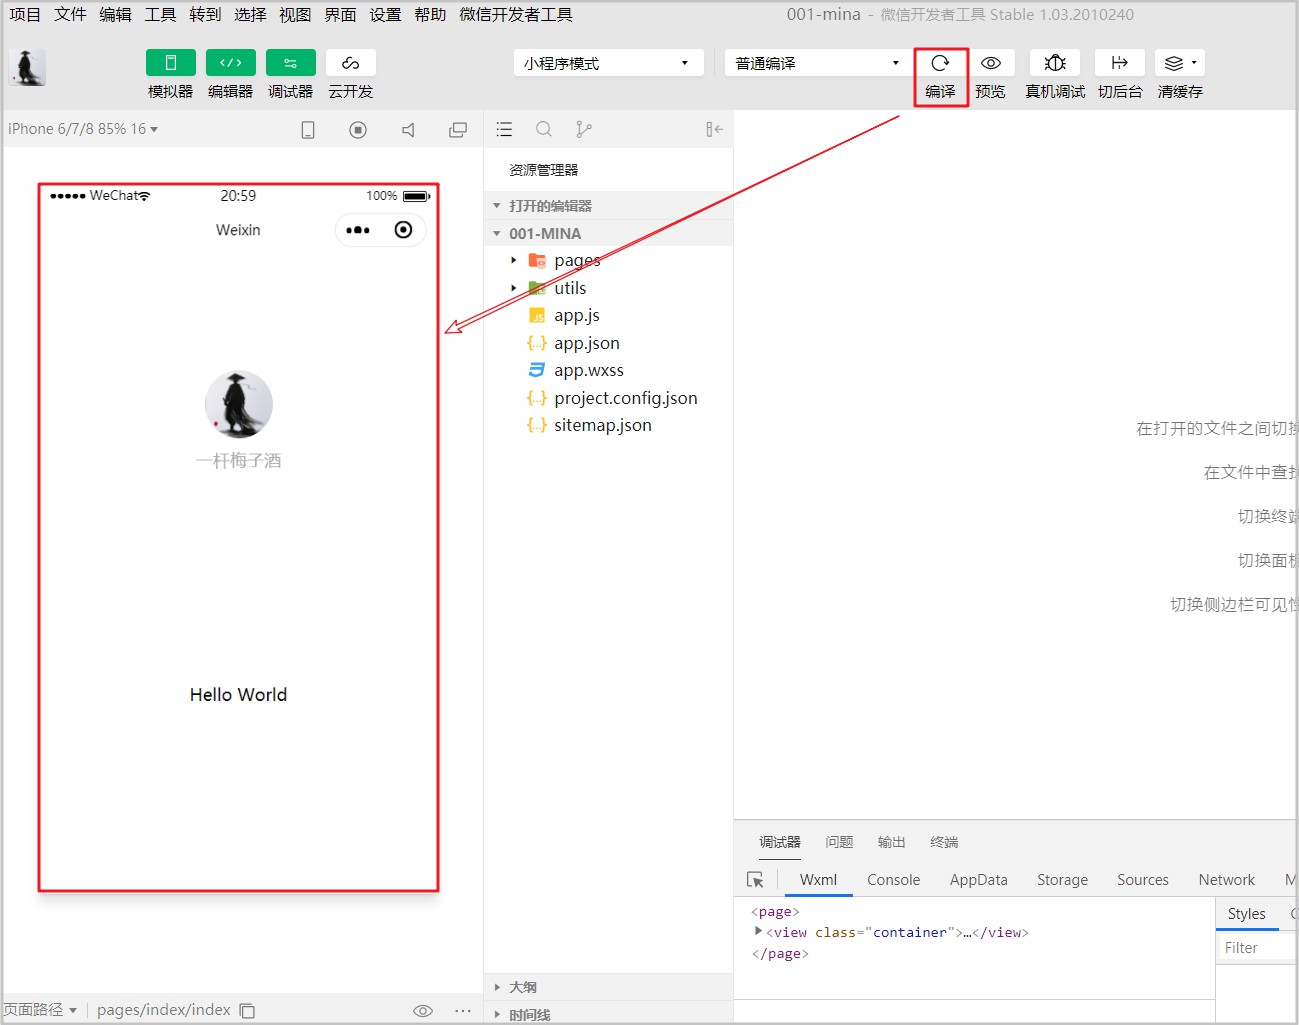 项目 文件 编辑 工具 转到 选择 视图 界面 设置 帮助 微信开发者工具 001-mina - 微信开发者工具 Stable 1.03.2010240
小程序模式 普通编译
模拟器 编辑器 调试器 云开发 编译 预览 真机调试 切后台 清缓存
iPhone 6/7/8 85% 16
资源管理器
打开的编辑器
001-MINA
pages
utils
app.js
app.json
app.wxss
project.config.json
sitemap.json
大纲
时间线
WeChat 20:59 100%
Weixin
一杆梅子酒
Hello World
页面路径 pages/index/index
在打开的文件之间切换
在文件中查找
切换终端
切换面板
切换侧边栏可见性
调试器 问题 输出 终端
Wxml Console AppData Storage Sources Network M
<page>
<view class="container">…</view>
</page>
Styles C
Filter